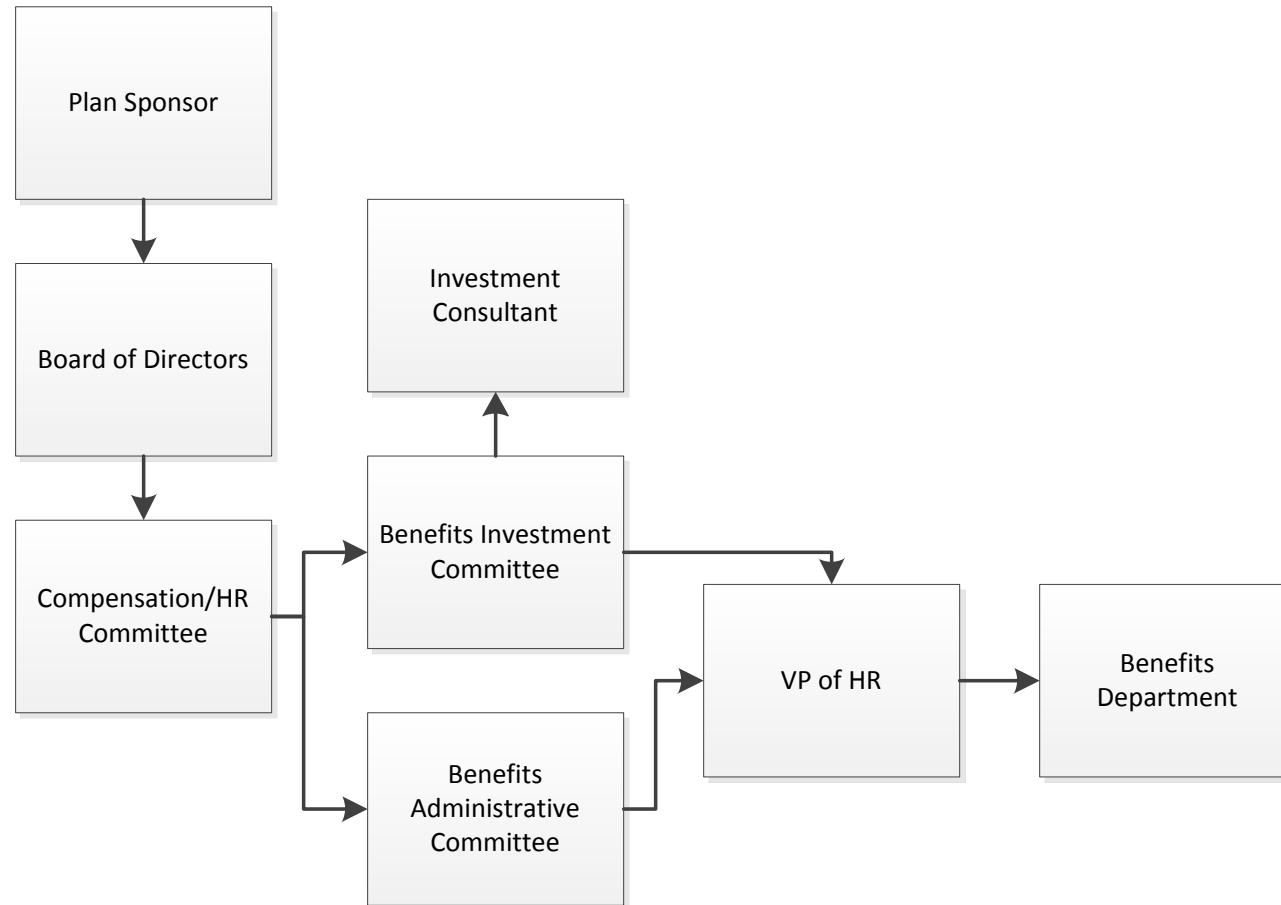 Plan Sponsor
Board of Directors
Compensation/HR
Committee
Investment
Consultant
Benefits Investment
Committee
Benefits
Administrative
Committee
VP of HR
Benefits
Department